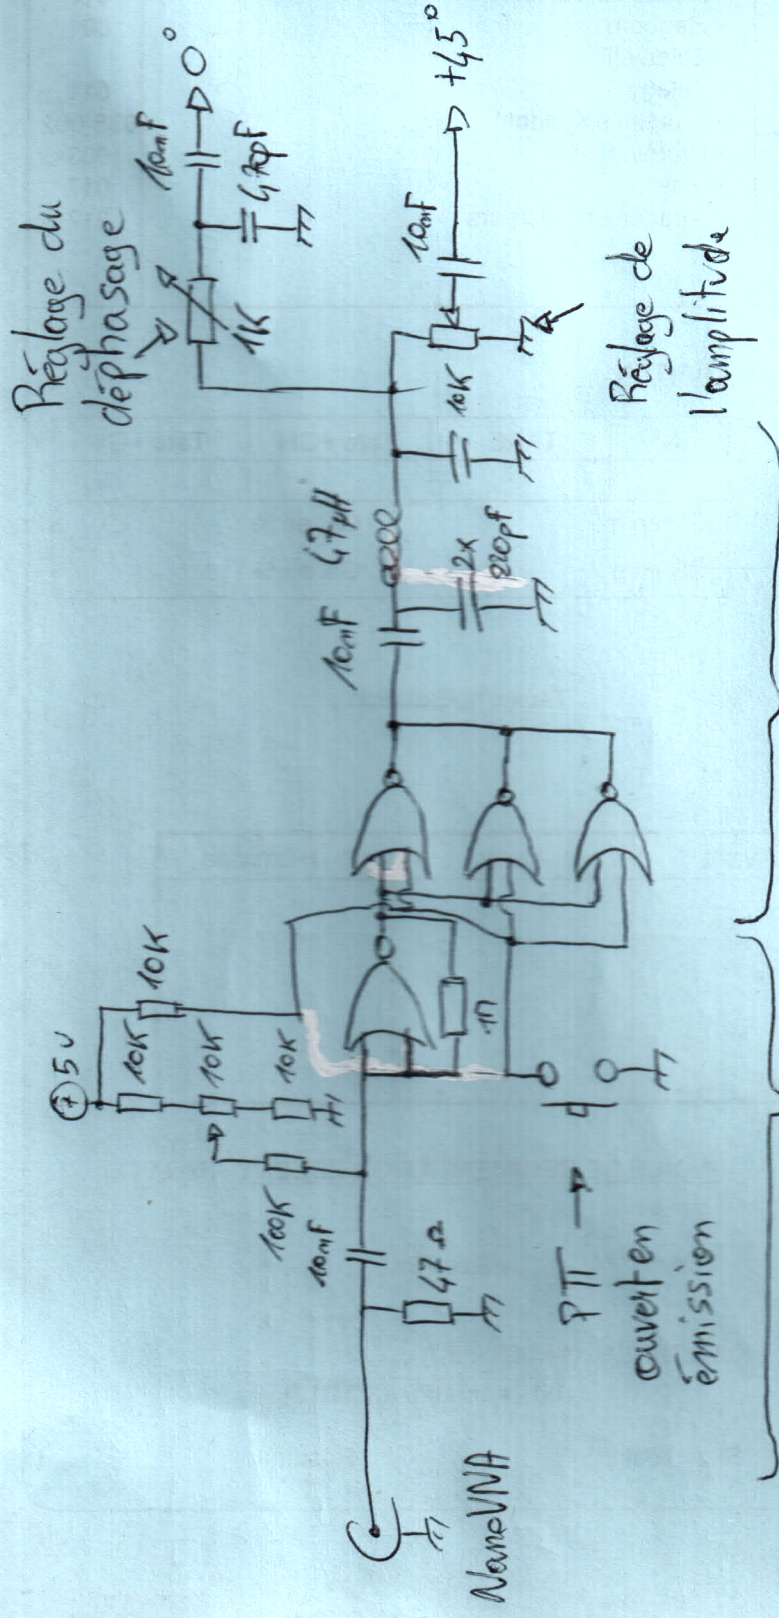 NanoVNA
47Ω
10nF
100K
+ 5V
10K
10K
10K
10K
PTT →
ouvert en
émission
10nF
2x
220pf
47µH
10K
Réglage du
déphasage
1K
470pF
10nF
0°
10nF
+45°
Réglage de
l'amplitude